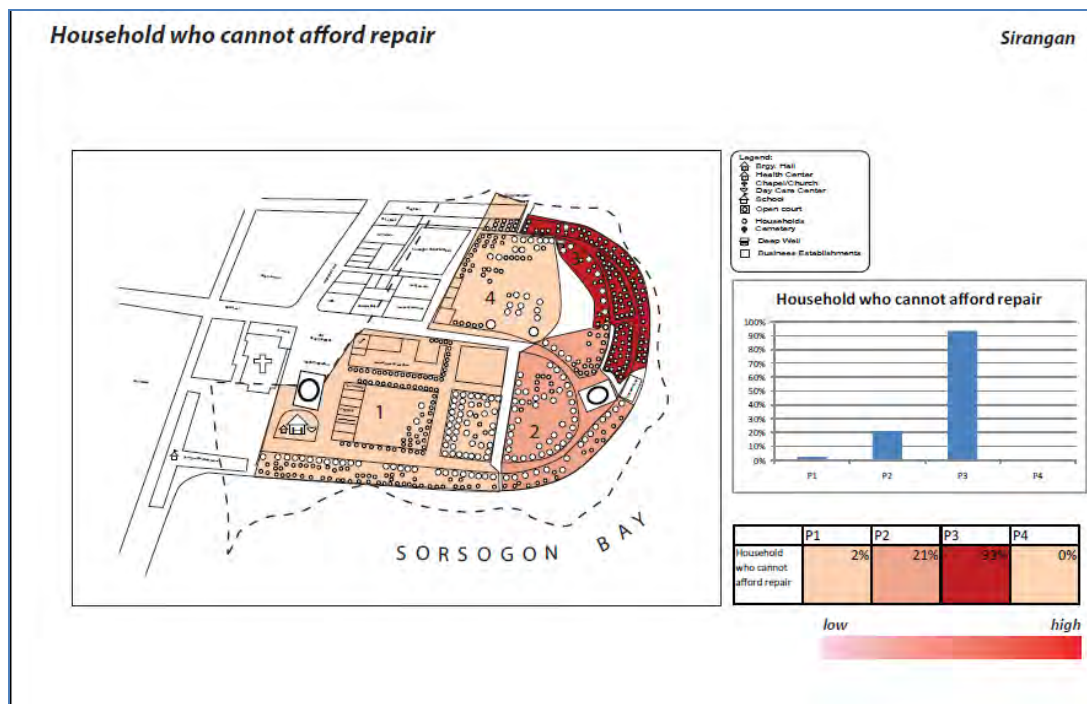 Household who cannot afford repair
Sirangan
Legend:
Brgy. Hall
Health Center
Chapel/Church
Day Care Center
School
Open court
Households
Cemetery
Deep Well
Business Establishments
3
4
1
2
SORSOGON BAY
Household who cannot afford repair
100%
90%
80%
70%
60%
50%
40%
30%
20%
10%
0%
P1 P2 P3 P4
P1 P2 P3 P4
Household who cannot afford repair 2% 21% 93% 0%
low high